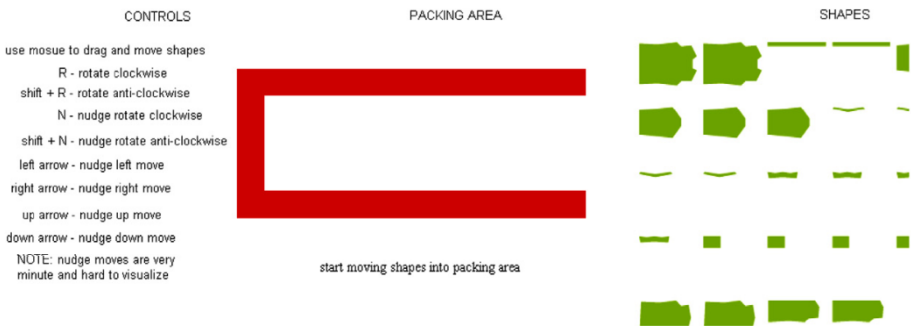 CONTROLS
PACKING AREA
SHAPES
use mosue to drag and move shapes
R - rotate clockwise
shift + R - rotate anti-clockwise
N - nudge rotate clockwise
shift + N - nudge rotate anti-clockwise
left arrow - nudge left move
right arrow - nudge right move
up arrow - nudge up move
down arrow - nudge down move
NOTE: nudge moves are very
minute and hard to visualize
start moving shapes into packing area